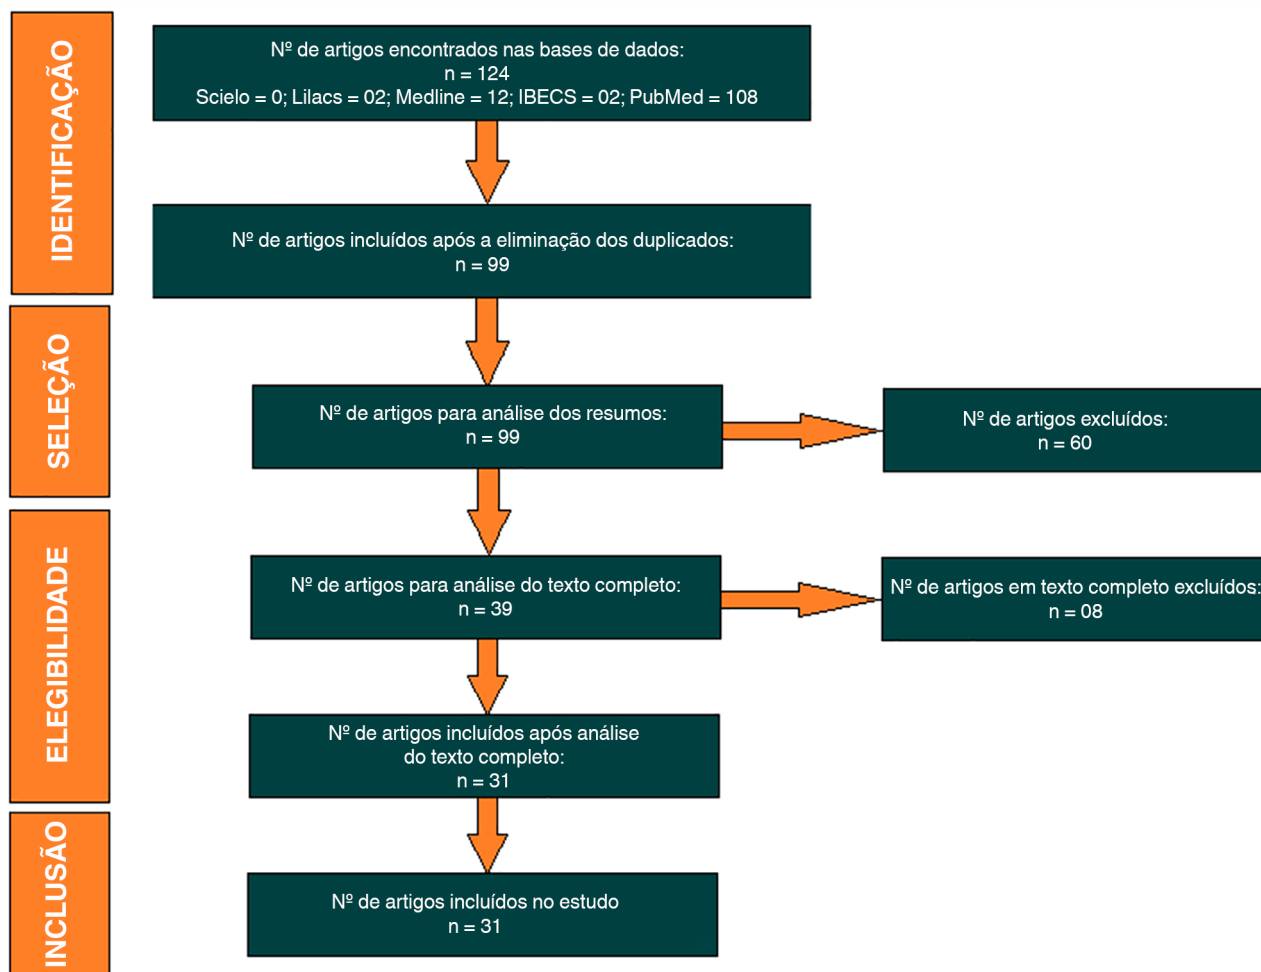 IDENTIFICAÇÃO
Nº de artigos encontrados nas bases de dados:
n = 124
Scielo = 0; Lilacs = 02; Medline = 12; IBECS = 02; PubMed = 108
Nº de artigos incluídos após a eliminação dos duplicados:
n = 99
SELEÇÃO
Nº de artigos para análise dos resumos:
n = 99
Nº de artigos excluídos:
n = 60
ELEGIBILIDADE
Nº de artigos para análise do texto completo:
n = 39
Nº de artigos em texto completo excluídos:
n = 08
Nº de artigos incluídos após análise
do texto completo:
n = 31
INCLUSÃO
Nº de artigos incluídos no estudo
n = 31